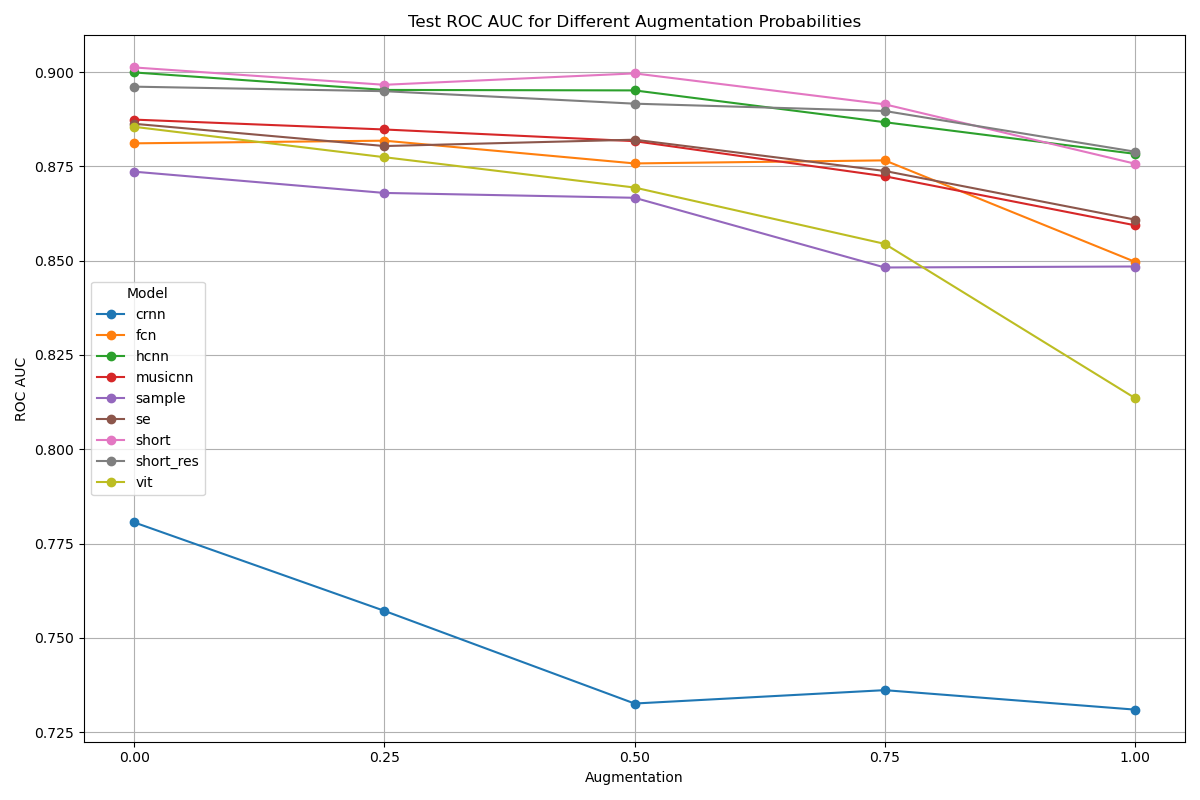 Test ROC AUC for Different Augmentation Probabilities
ROC AUC
0.900
0.875
0.850
0.825
0.800
0.775
0.750
0.725
Model
crnn
fcn
hcnn
musicnn
sample
se
short
short_res
vit
0.00
0.25
0.50
0.75
1.00
Augmentation